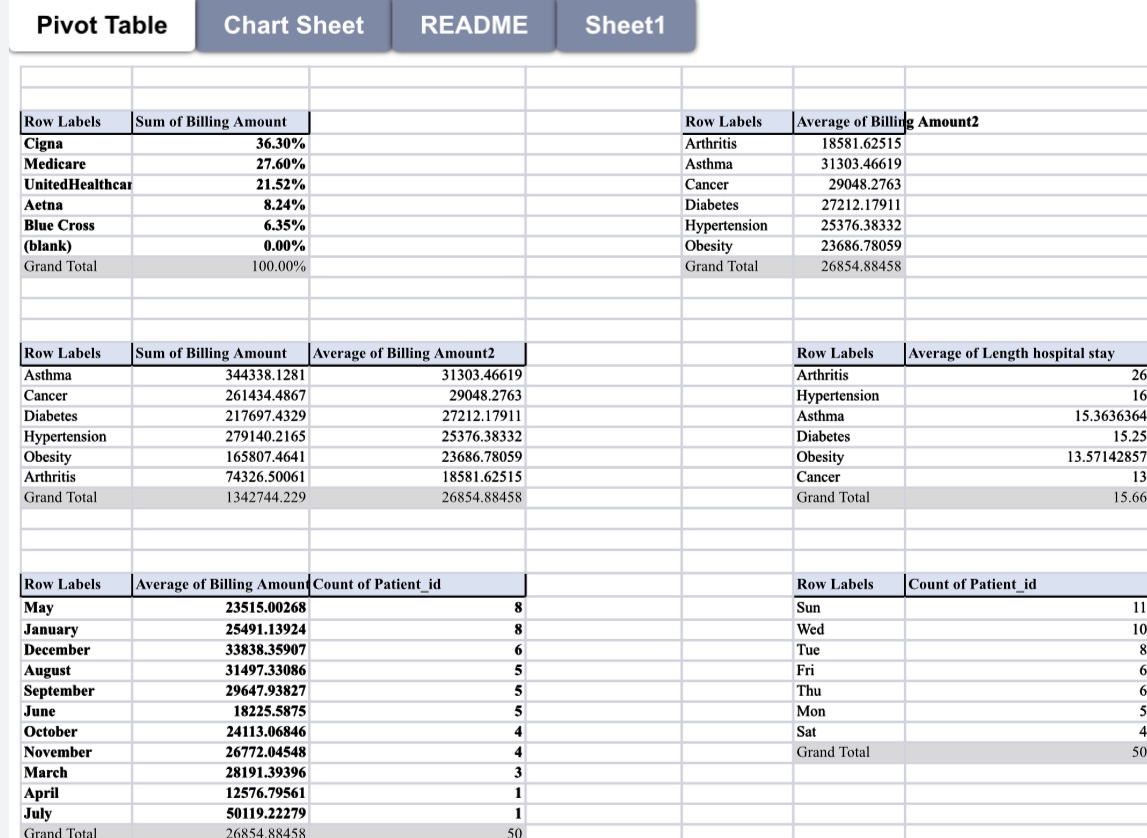 Pivot Table Chart Sheet README Sheet1
Row Labels Sum of Billing Amount Row Labels Average of Billing Amount2
Cigna 36.30% Arthritis 18581.62515
Medicare 27.60% Asthma 31303.46619
UnitedHealthcar 21.52% Cancer 29048.2763
Aetna 8.24% Diabetes 27212.17911
Blue Cross 6.35% Hypertension 25376.38332
(blank) 0.00% Obesity 23686.78059
Grand Total 100.00% Grand Total 26854.88458
Row Labels Sum of Billing Amount Average of Billing Amount2 Row Labels Average of Length hospital stay
Asthma 344338.1281 31303.46619 Arthritis 26
Cancer 261434.4867 29048.2763 Hypertension 16
Diabetes 217697.4329 27212.17911 Asthma 15.3636364
Hypertension 279140.2165 25376.38332 Diabetes 15.25
Obesity 165807.4641 23686.78059 Obesity 13.57142857
Arthritis 74326.50061 18581.62515 Cancer 13
Grand Total 1342744.229 26854.88458 Grand Total 15.66
Row Labels Average of Billing Amount Count of Patient_id Row Labels Count of Patient_id
May 23515.00268 8 Sun 11
January 25491.13924 8 Wed 10
December 33838.35907 6 Tue 8
August 31497.33086 5 Fri 6
September 29647.93827 5 Thu 6
June 18225.5875 5 Mon 5
October 24113.06846 4 Sat 4
November 26772.04548 4 Grand Total 50
March 28191.39396 3
April 12576.79561 1
July 50119.22279 1
Grand Total 26854.88458 50